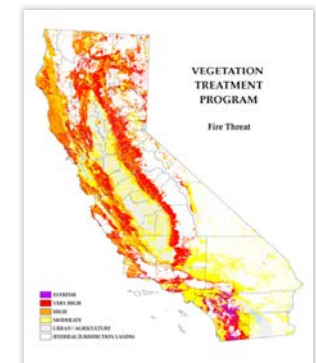 VEGETATION
TREATMENT
PROGRAM
Fire Threat
EXTREME
VERY HIGH
HIGH
MODERATE
URBAN / AGRICULTURE
(FEDERAL JURISDICTION LANDS)